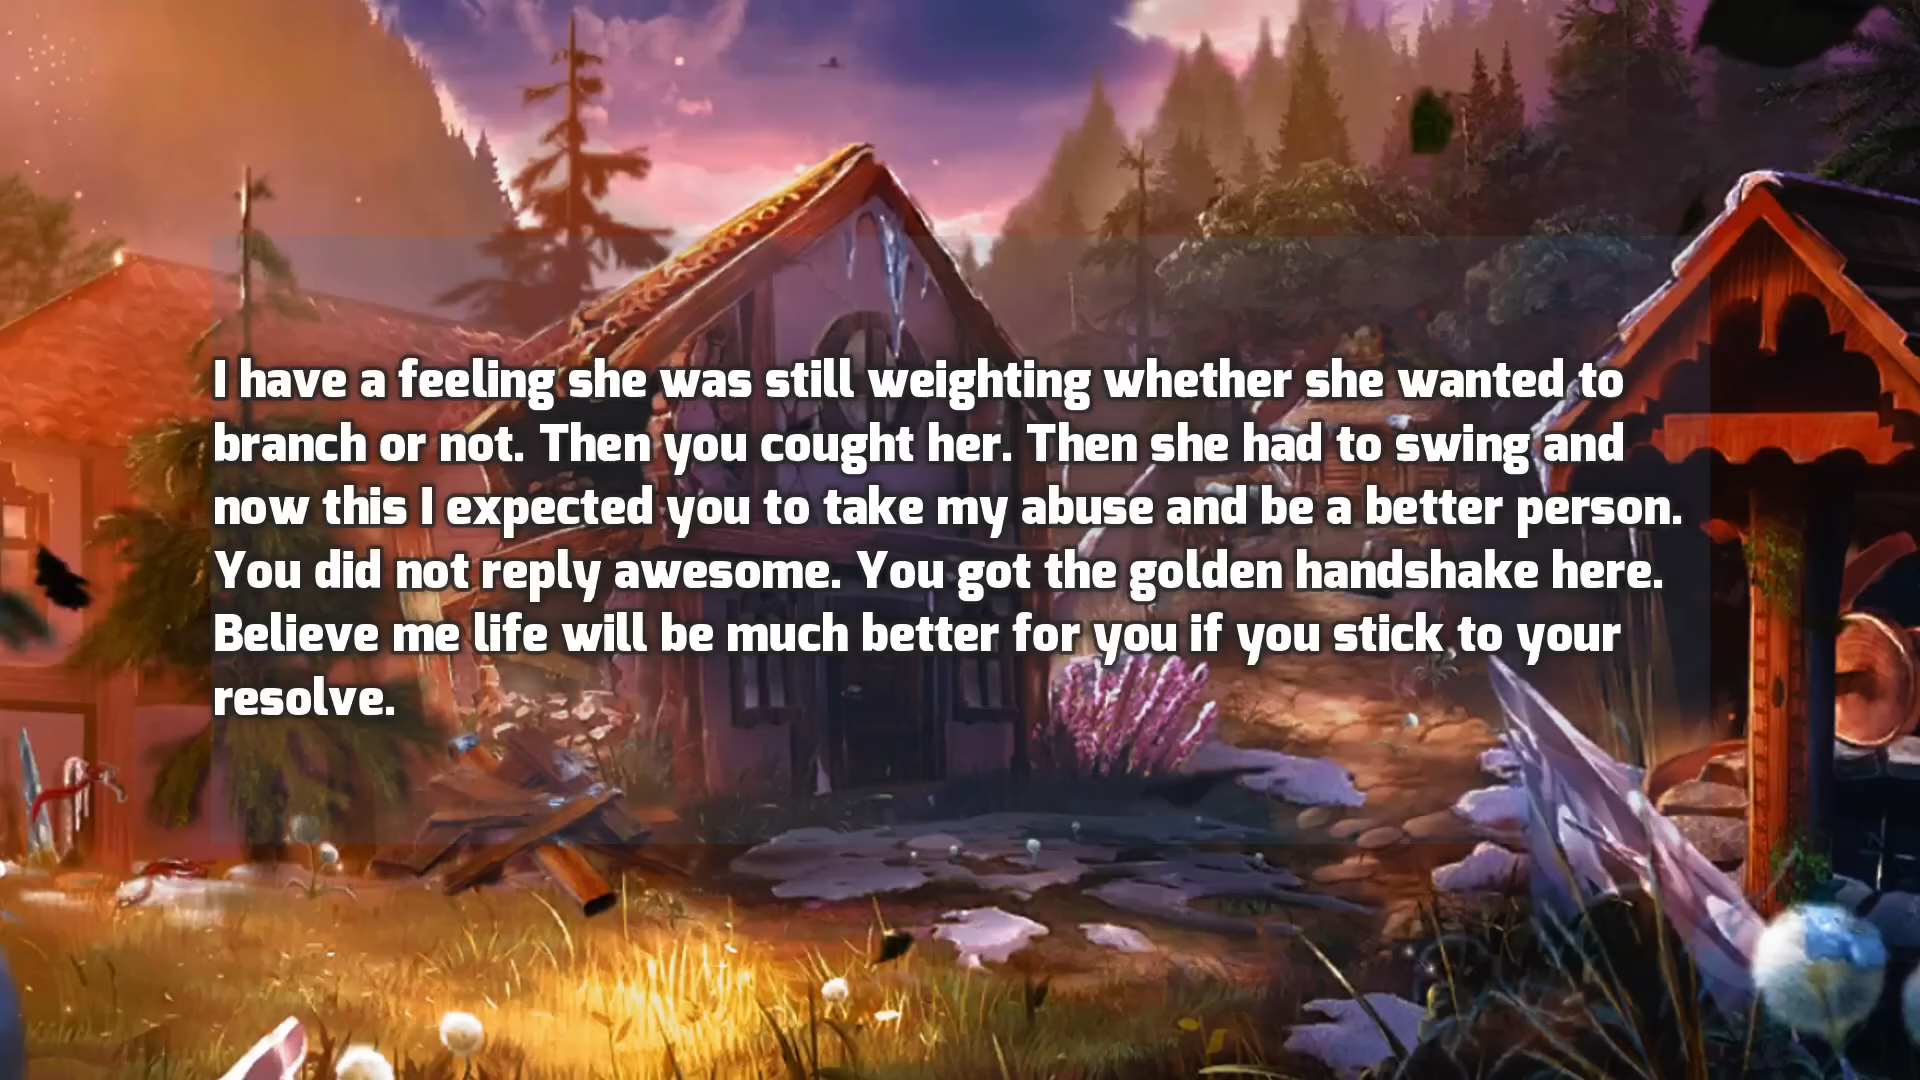 I have a feeling she was still weighting whether she wanted to
branch or not. Then you cought her. Then she had to swing and
now this I expected you to take my abuse and be a better person.
You did not reply awesome. You got the golden handshake here.
Believe me life will be much better for you if you stick to your
resolve.